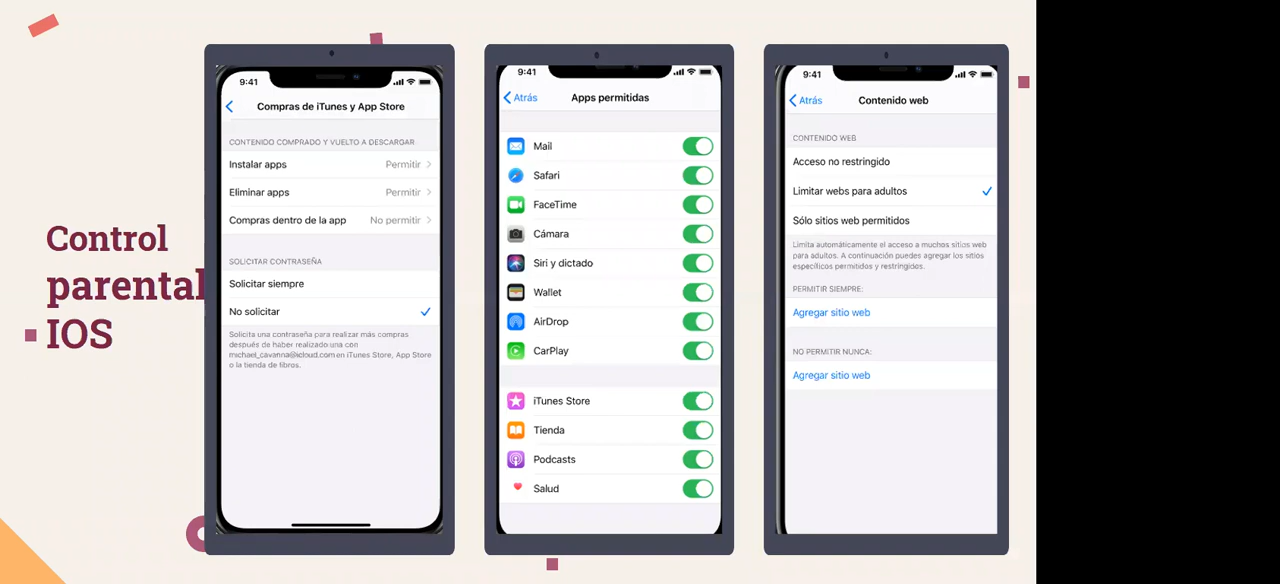 Control
parental
IOS
9:41
Compras de iTunes y App Store
CONTENIDO COMPRADO Y VUELTO A DESCARGAR
Instalar apps Permitir
Eliminar apps Permitir
Compras dentro de la app No permitir
SOLICITAR CONTRASEÑA
Solicitar siempre
No solicitar
Solicita una contraseña para realizar más compras
después de haber realizado una con
michael_cavanna@icloud.com en iTunes Store, App Store
o la tienda de libros.
9:41
Atrás Apps permitidas
Mail
Safari
FaceTime
Cámara
Siri y dictado
Wallet
AirDrop
CarPlay
iTunes Store
Tienda
Podcasts
Salud
9:41
Atrás Contenido web
CONTENIDO WEB
Acceso no restringido
Limitar webs para adultos
Sólo sitios web permitidos
Limita automáticamente el acceso a muchos sitios web
para adultos. A continuación puedes agregar los sitios
específicos permitidos y restringidos.
PERMITIR SIEMPRE:
Agregar sitio web
NO PERMITIR NUNCA:
Agregar sitio web